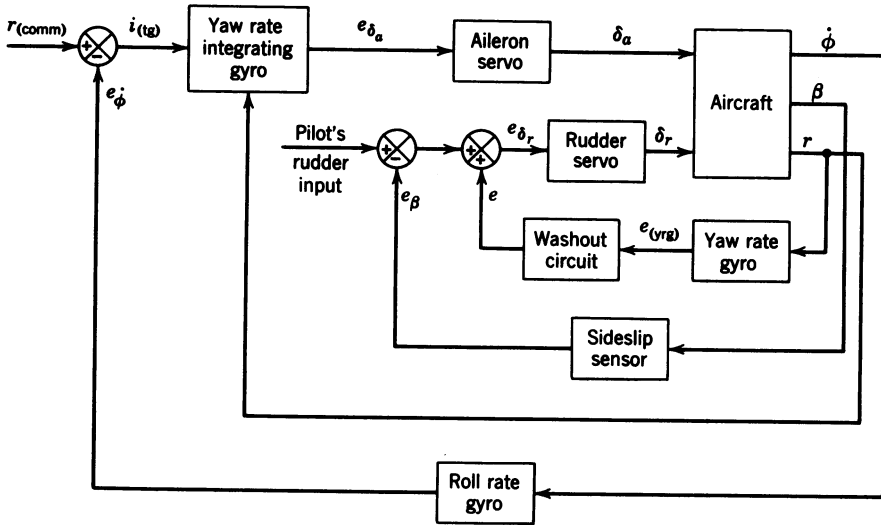 r(comm)
+
−
i(tg)
Yaw rate
integrating
gyro
eδa
Aileron
servo
δa
Aircraft
ϕ̇
β
r
eϕ̇
Pilot's
rudder
input
+
−
+
+
eδr
Rudder
servo
δr
eβ
e
Washout
circuit
e(yrg)
Yaw rate
gyro
Sideslip
sensor
Roll rate
gyro